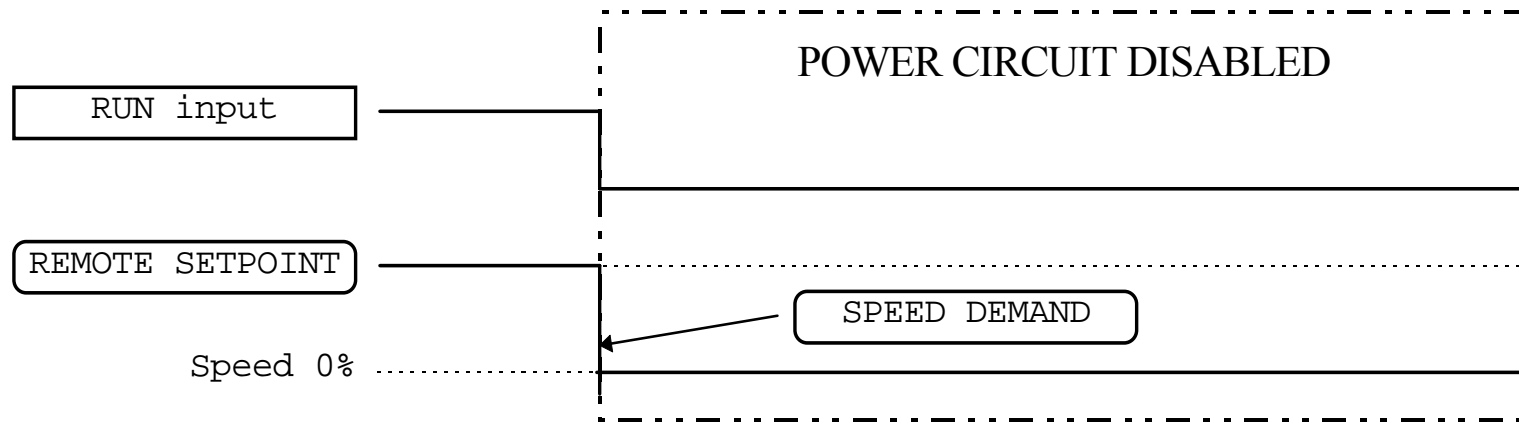 POWER CIRCUIT DISABLED
RUN input
REMOTE SETPOINT
SPEED DEMAND
Speed 0%